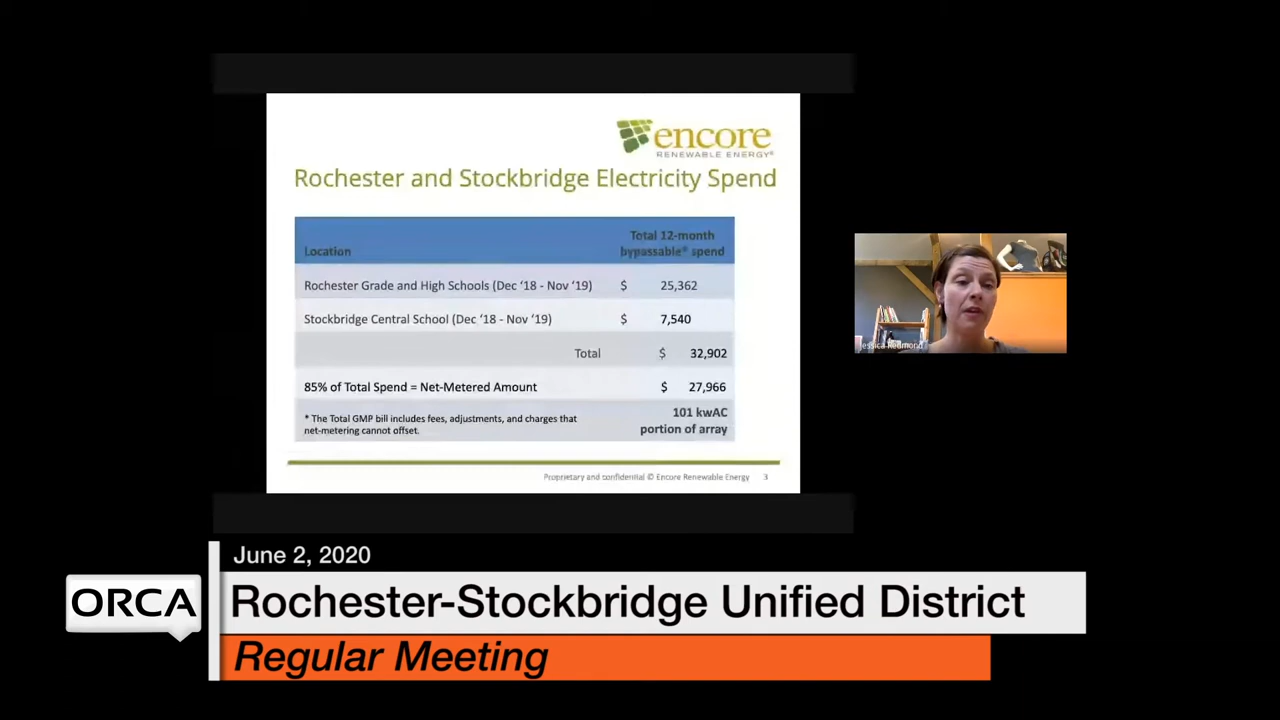 encore
RENEWABLE ENERGY®
Rochester and Stockbridge Electricity Spend
Location
Total 12-month
bypassable* spend
Rochester Grade and High Schools (Dec ‘18 - Nov ‘19) $ 25,362
Stockbridge Central School (Dec ‘18 - Nov ‘19) $ 7,540
Total $ 32,902
85% of Total Spend = Net-Metered Amount $ 27,966
* The Total GMP bill includes fees, adjustments, and charges that
net-metering cannot offset.
101 kwAC
portion of array
Proprietary and confidential © Encore Renewable Energy 3
Jessica Redmond
June 2, 2020
ORCA
Rochester-Stockbridge Unified District
Regular Meeting